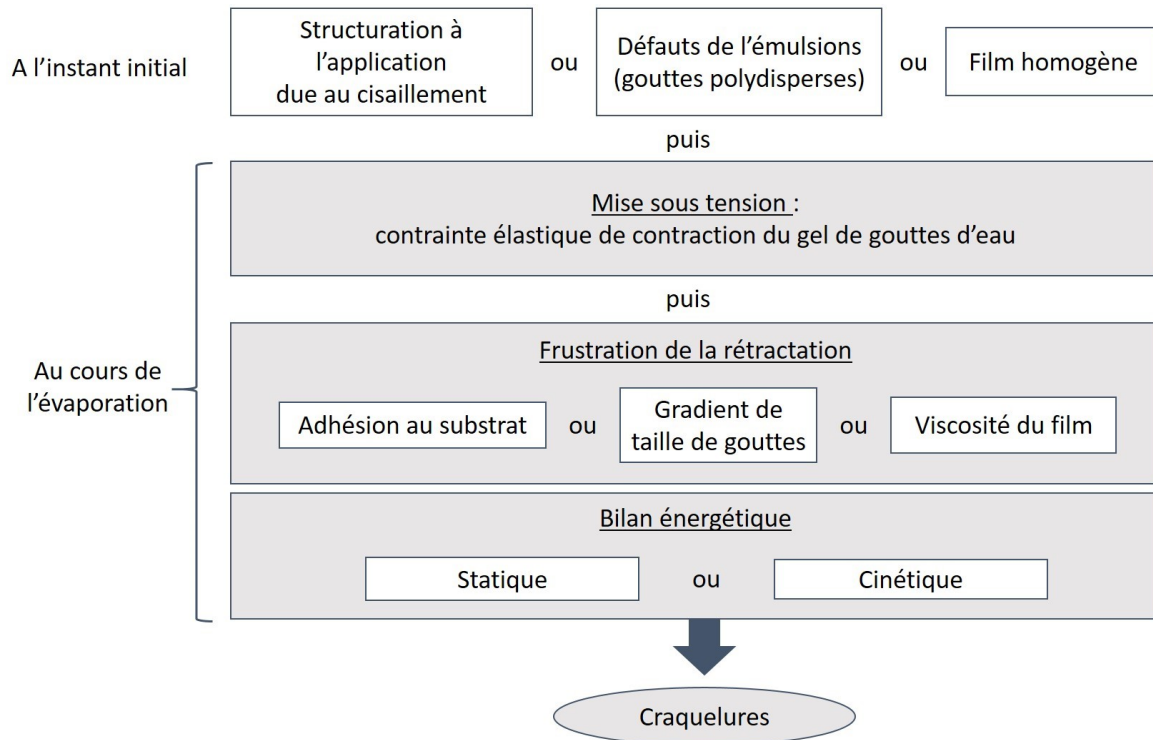 Structuration à
l'application
due au cisaillement
A l'instant initial
ou
Défauts de l'émulsions
(gouttes polydisperses)
ou
Film homogène
puis
Mise sous tension :
contrainte élastique de contraction du gel de gouttes d'eau
puis
Au cours de
l'évaporation
Frustration de la rétractation
Adhésion au substrat
ou
Gradient de
taille de gouttes
ou
Viscosité du film
Bilan énergétique
Statique
ou
Cinétique
Craquelures